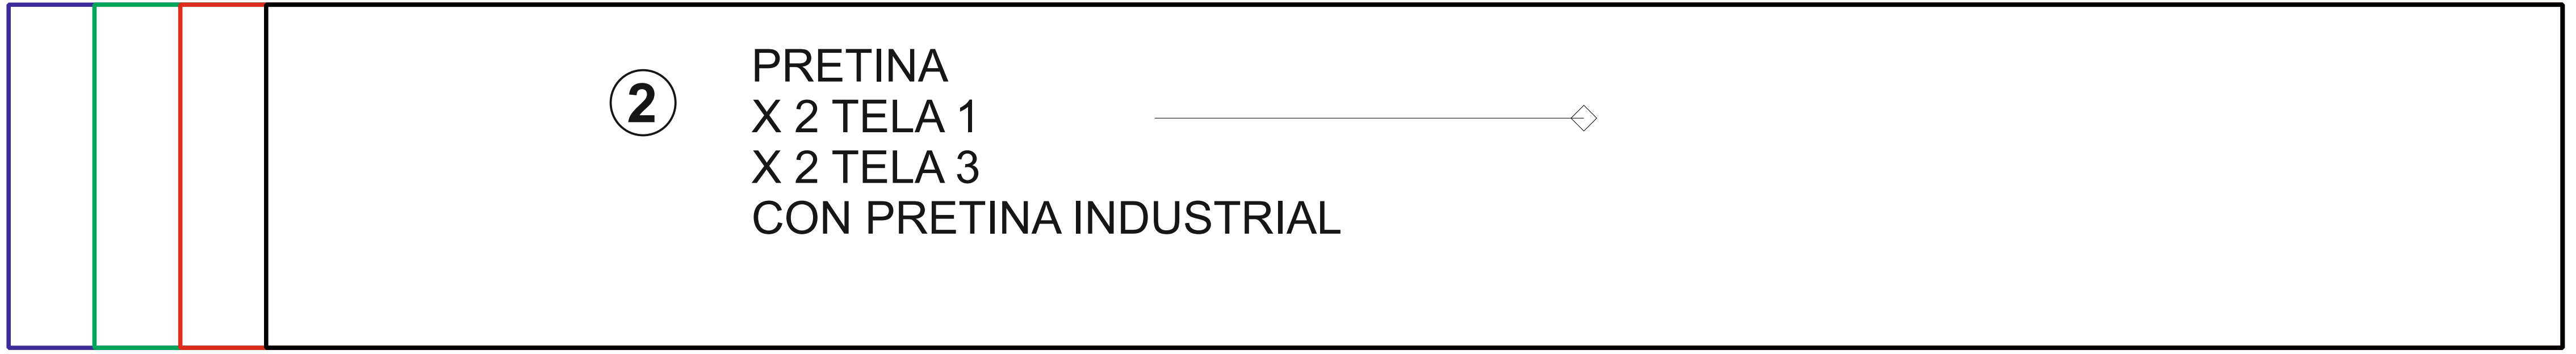 2
PRETINA
X 2 TELA 1
X 2 TELA 3
CON PRETINA INDUSTRIAL